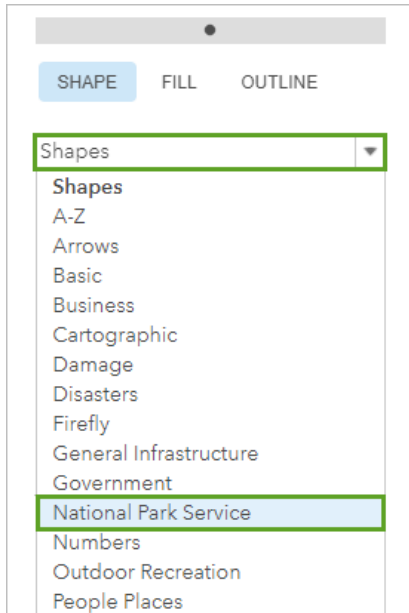 SHAPE FILL OUTLINE
Shapes
Shapes
A-Z
Arrows
Basic
Business
Cartographic
Damage
Disasters
Firefly
General Infrastructure
Government
National Park Service
Numbers
Outdoor Recreation
People Places